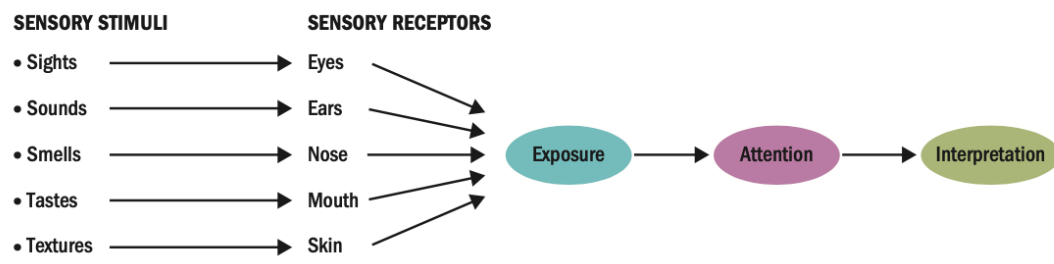 SENSORY STIMULI SENSORY RECEPTORS
• Sights Eyes
• Sounds Ears
• Smells Nose Exposure Attention Interpretation
• Tastes Mouth
• Textures Skin